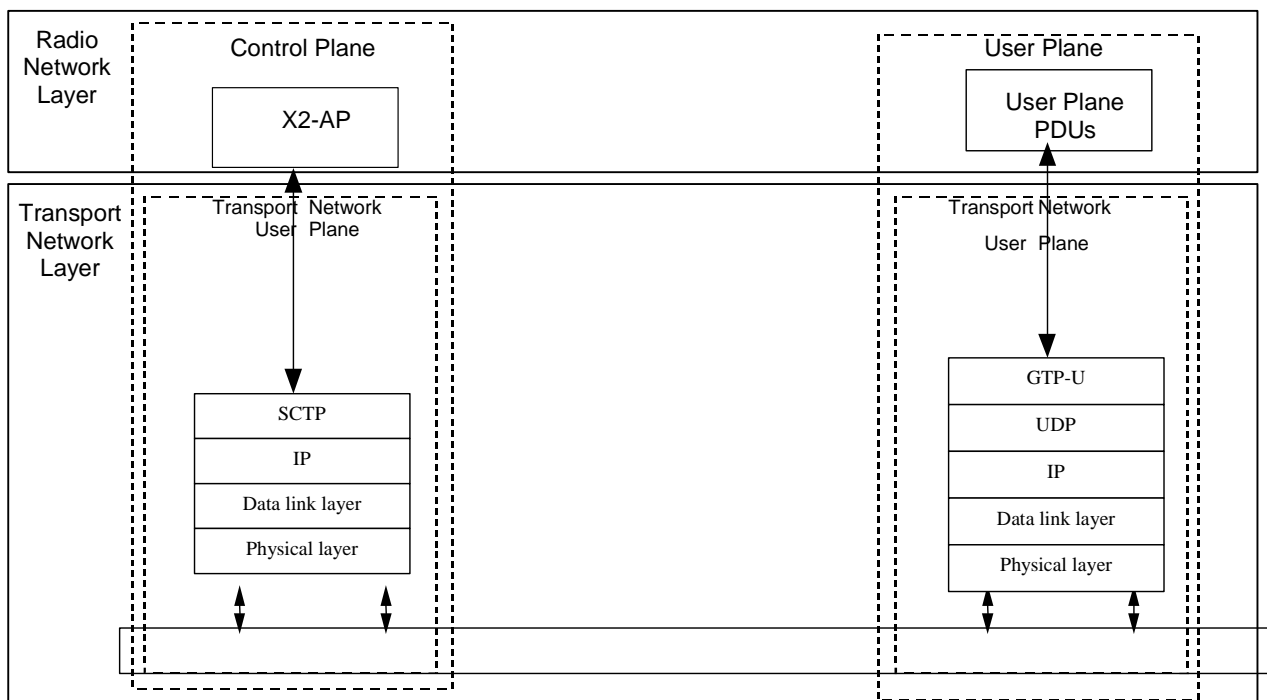 Radio
Network
Layer
Control Plane
X2-AP
User Plane
User Plane
PDUs
Transport
Network
Layer
Transport Network
User Plane
SCTP
IP
Data link layer
Physical layer
Transport Network
User Plane
GTP-U
UDP
IP
Data link layer
Physical layer